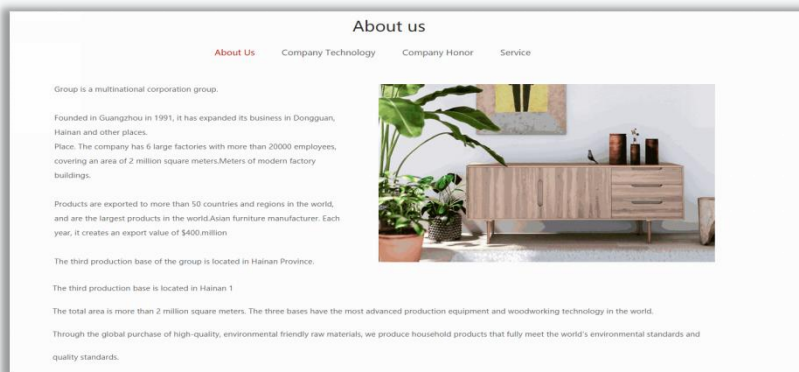 About us
About Us Company Technology Company Honor Service
Group is a multinational corporation group.
Founded in Guangzhou in 1991, it has expanded its business in Dongguan,
Hainan and other places.
Place. The company has 6 large factories with more than 20000 employees,
covering an area of 2 million square meters.Meters of modern factory
buildings.
Products are exported to more than 50 countries and regions in the world,
and are the largest products in the world.Asian furniture manufacturer. Each
year, it creates an export value of $400.million
The third production base of the group is located in Hainan Province.
The third production base is located in Hainan 1
The total area is more than 2 million square meters. The three bases have the most advanced production equipment and woodworking technology in the world.
Through the global purchase of high-quality, environmental friendly raw materials, we produce household products that fully meet the world's environmental standards and
quality standards.